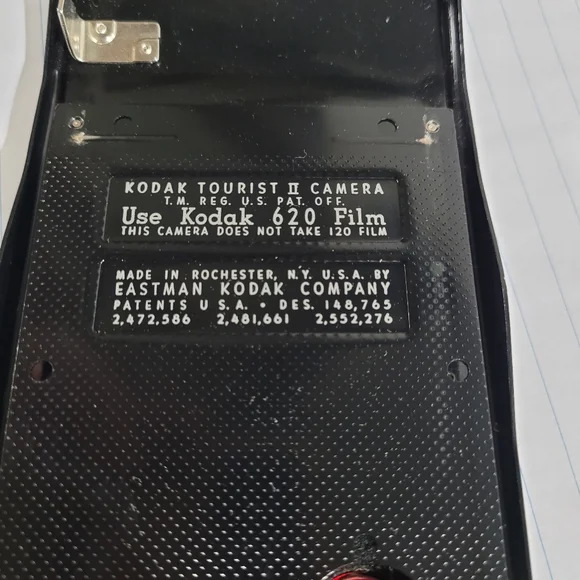 KODAK TOURIST II CAMERA
T.M. REG. U.S. PAT. OFF.
Use Kodak 620 Film
THIS CAMERA DOES NOT TAKE 120 FILM
MADE IN ROCHESTER, N.Y. U.S.A. BY
EASTMAN KODAK COMPANY
PATENTS U S.A. • DES. 148,765
2,472,586 2,481,661 2,552,276